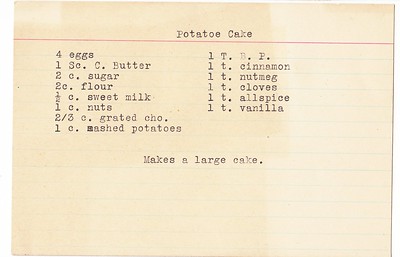 Potatoe Cake
4 eggs
1 Sc. C. Butter
2 c. sugar
2c. flour
½ c. sweet milk
1 c. nuts
2/3 c. grated cho.
1 c. mashed potatoes
1 T. B. P.
1 t. cinnamon
1 t. nutmeg
1 t. cloves
1 t. allspice
1 t. vanilla
Makes a large cake.